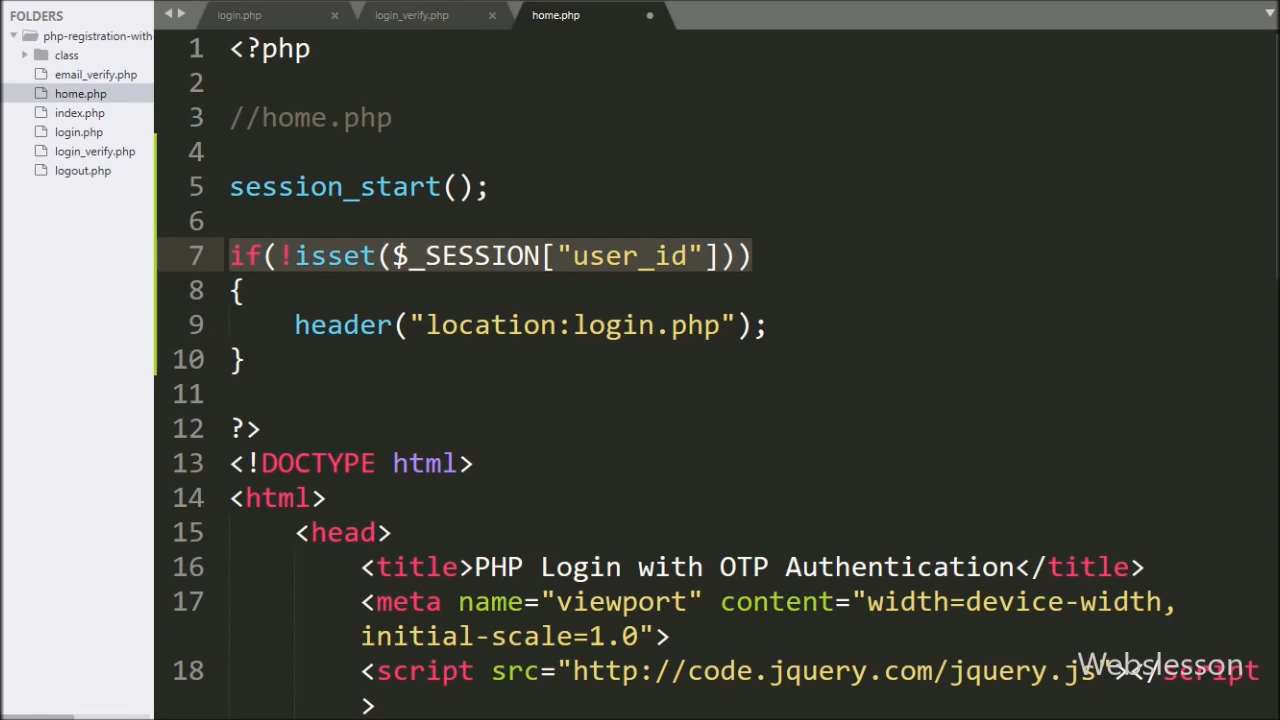 FOLDERS
php-registration-with
class
email_verify.php
home.php
index.php
login.php
login_verify.php
logout.php
login.php ×
login_verify.php ×
home.php
1 <?php
2
3 //home.php
4
5 session_start();
6
7 if(!isset($_SESSION["user_id"]))
8 {
9 header("location:login.php");
10 }
11
12 ?>
13 <!DOCTYPE html>
14 <html>
15 <head>
16 <title>PHP Login with OTP Authentication</title>
17 <meta name="viewport" content="width=device-width,
initial-scale=1.0">
18 <script src="http://code.jquery.com/jquery.js"></script
>
Webslesson